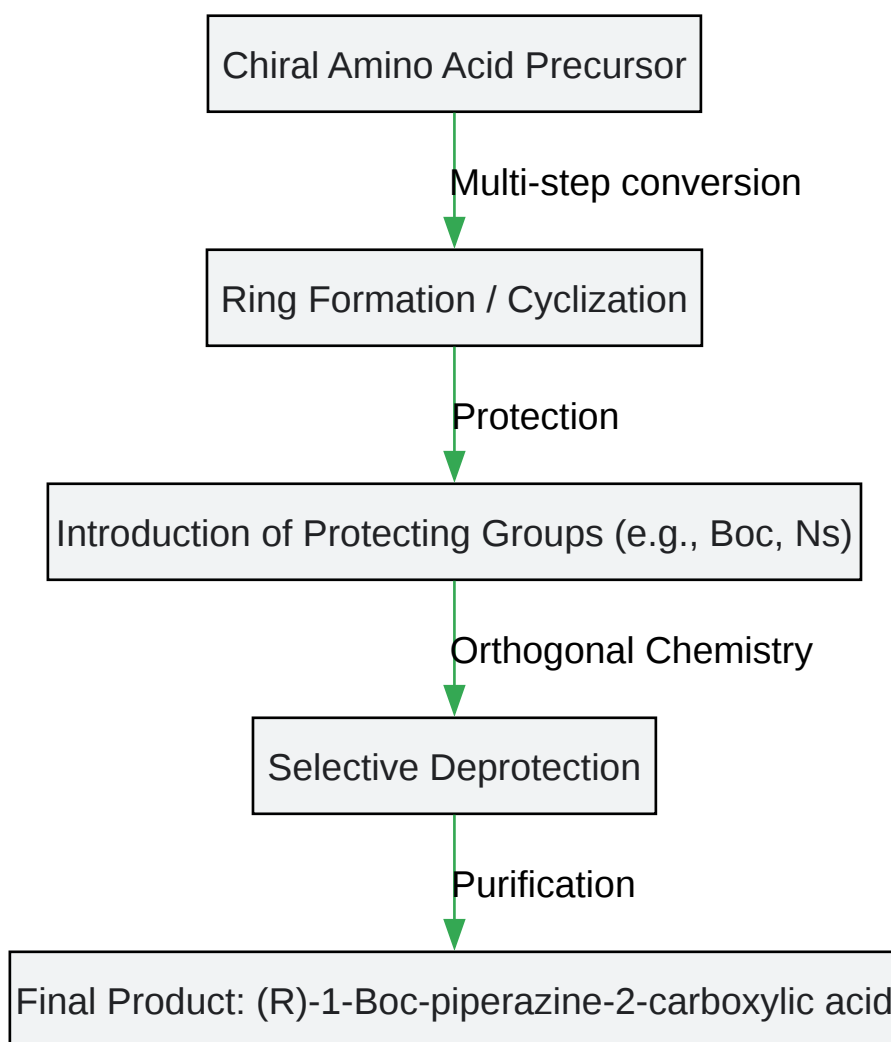 Chiral Amino Acid Precursor
Multi-step conversion
Ring Formation / Cyclization
Protection
Introduction of Protecting Groups (e.g., Boc, Ns)
Orthogonal Chemistry
Selective Deprotection
Purification
Final Product: (R)-1-Boc-piperazine-2-carboxylic acid